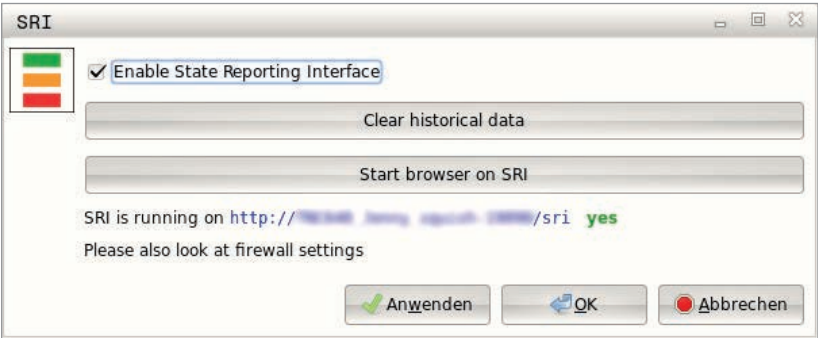 SRI
Enable State Reporting Interface
Clear historical data
Start browser on SRI
SRI is running on http:// /sri yes
Please also look at firewall settings
Anwenden OK Abbrechen